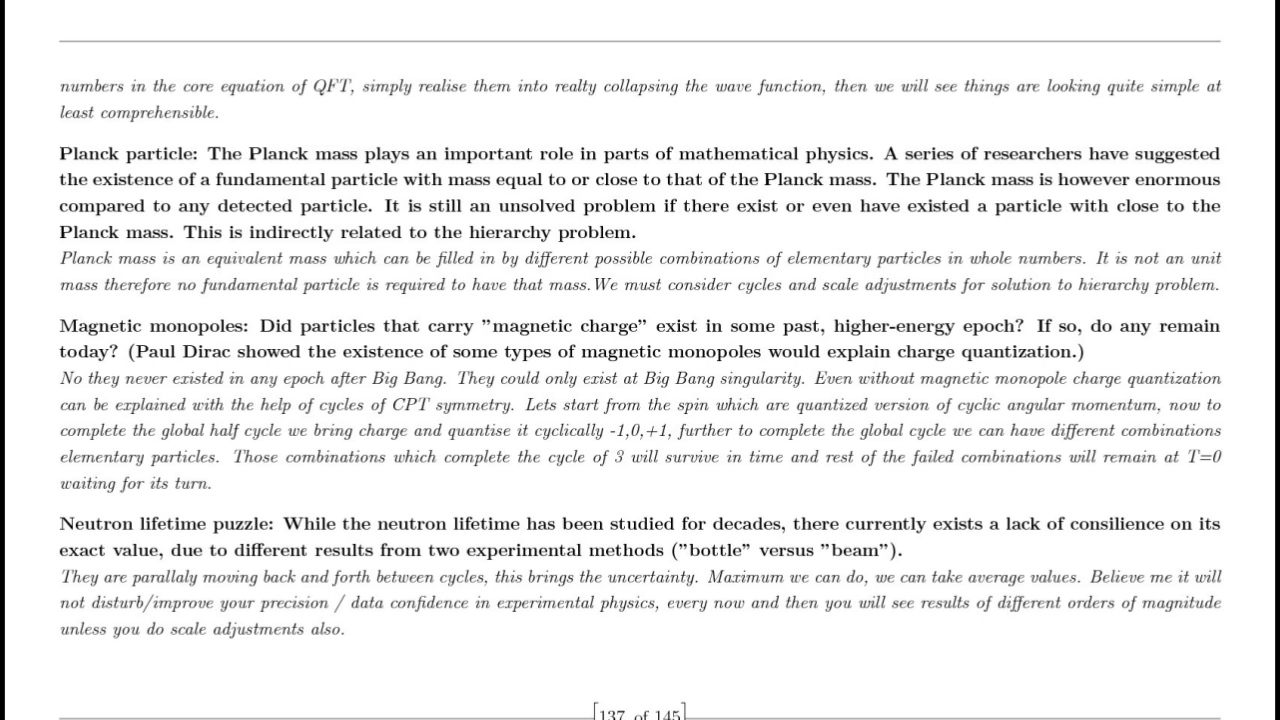 numbers in the core equation of QFT, simply realise them into realty collapsing the wave function, then we will see things are looking quite simple at
least comprehensible.
Planck particle: The Planck mass plays an important role in parts of mathematical physics. A series of researchers have suggested
the existence of a fundamental particle with mass equal to or close to that of the Planck mass. The Planck mass is however enormous
compared to any detected particle. It is still an unsolved problem if there exist or even have existed a particle with close to the
Planck mass. This is indirectly related to the hierarchy problem.
Planck mass is an equivalent mass which can be filled in by different possible combinations of elementary particles in whole numbers. It is not an unit
mass therefore no fundamental particle is required to have that mass.We must consider cycles and scale adjustments for solution to hierarchy problem.
Magnetic monopoles: Did particles that carry ”magnetic charge” exist in some past, higher-energy epoch? If so, do any remain
today? (Paul Dirac showed the existence of some types of magnetic monopoles would explain charge quantization.)
No they never existed in any epoch after Big Bang. They could only exist at Big Bang singularity. Even without magnetic monopole charge quantization
can be explained with the help of cycles of CPT symmetry. Lets start from the spin which are quantized version of cyclic angular momentum, now to
complete the global half cycle we bring charge and quantise it cyclically -1,0,+1, further to complete the global cycle we can have different combinations
elementary particles. Those combinations which complete the cycle of 3 will survive in time and rest of the failed combinations will remain at T=0
waiting for its turn.
Neutron lifetime puzzle: While the neutron lifetime has been studied for decades, there currently exists a lack of consilience on its
exact value, due to different results from two experimental methods (”bottle” versus ”beam”).
They are parallaly moving back and forth between cycles, this brings the uncertainty. Maximum we can do, we can take average values. Believe me it will
not disturb/improve your precision / data confidence in experimental physics, every now and then you will see results of different orders of magnitude
unless you do scale adjustments also.
[137 of 145]